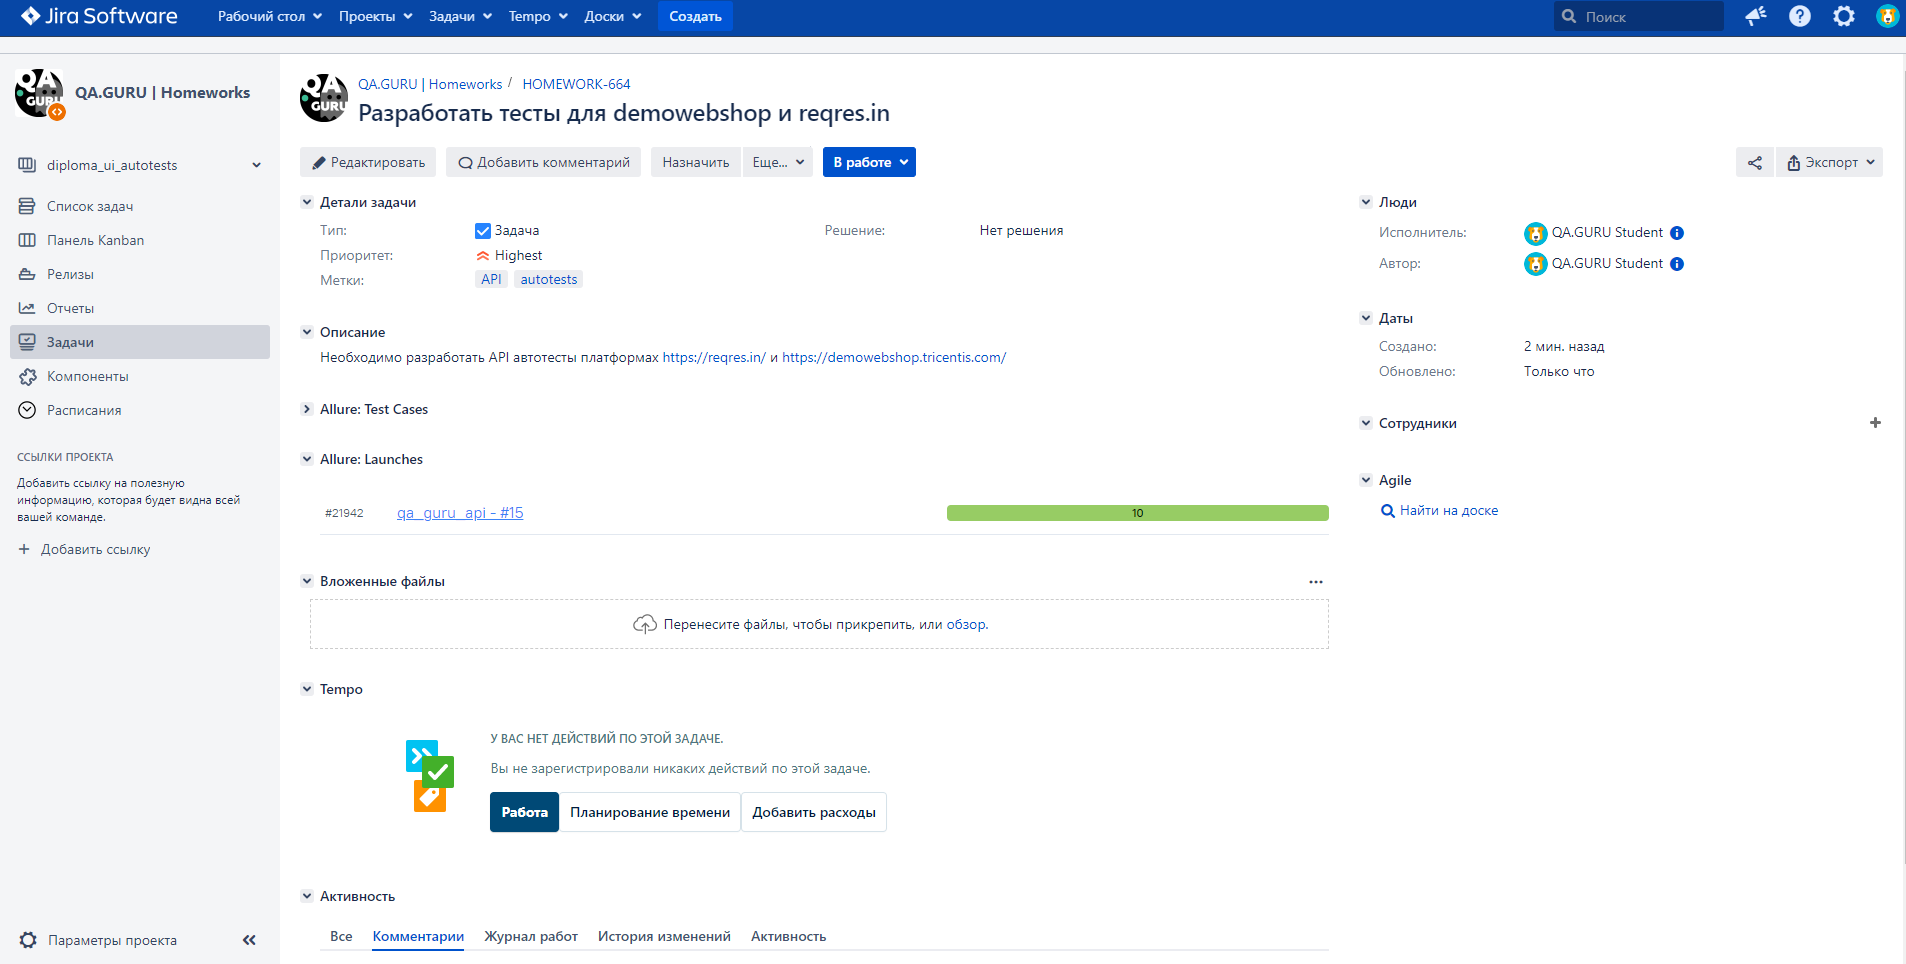 Jira Software Рабочий стол Проекты Задачи Tempo Доски Создать Поиск
QA GURU
QA.GURU | Homeworks
diploma_ui_autotests
Список задач
Панель Kanban
Релизы
Отчеты
Задачи
Компоненты
Расписания
ССЫЛКИ ПРОЕКТА
Добавить ссылку на полезную
информацию, которая будет видна всей
вашей команде.
+ Добавить ссылку
Параметры проекта
QA GURU
QA.GURU | Homeworks / HOMEWORK-664
Разработать тесты для demowebshop и reqres.in
Редактировать Добавить комментарий Назначить Еще... В работе Экспорт
Детали задачи
Тип: Задача Решение: Нет решения
Приоритет: Highest
Метки: API autotests
Описание
Необходимо разработать API автотесты платформах https://reqres.in/ и https://demowebshop.tricentis.com/
Allure: Test Cases
Allure: Launches
#21942 qa_guru_api - #15 10
Вложенные файлы ...
Перенесите файлы, чтобы прикрепить, или обзор.
Tempo
У ВАС НЕТ ДЕЙСТВИЙ ПО ЭТОЙ ЗАДАЧЕ.
Вы не зарегистрировали никаких действий по этой задаче.
Работа Планирование времени Добавить расходы
Активность
Все Комментарии Журнал работ История изменений Активность
Люди
Исполнитель: QA.GURU Student
Автор: QA.GURU Student
Даты
Создано: 2 мин. назад
Обновлено: Только что
Сотрудники +
Agile
Найти на доске